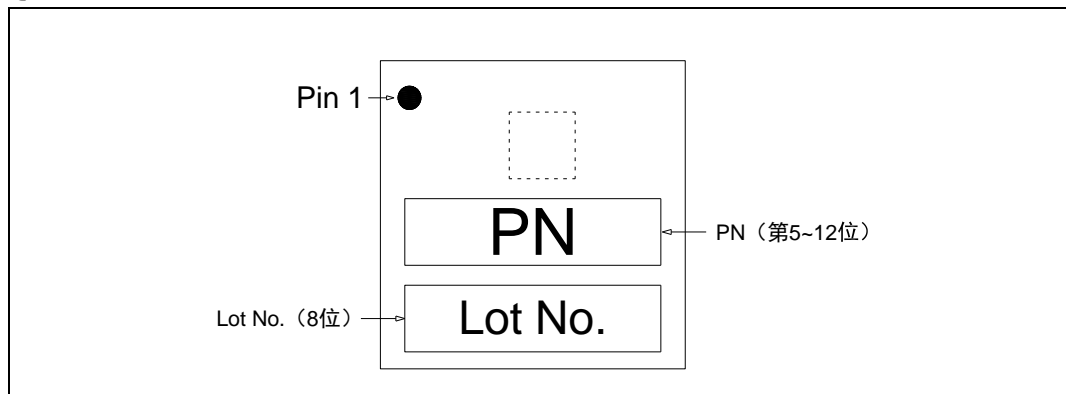 Pin 1
PN
PN（第5~12位）
Lot No.（8位）
Lot No.